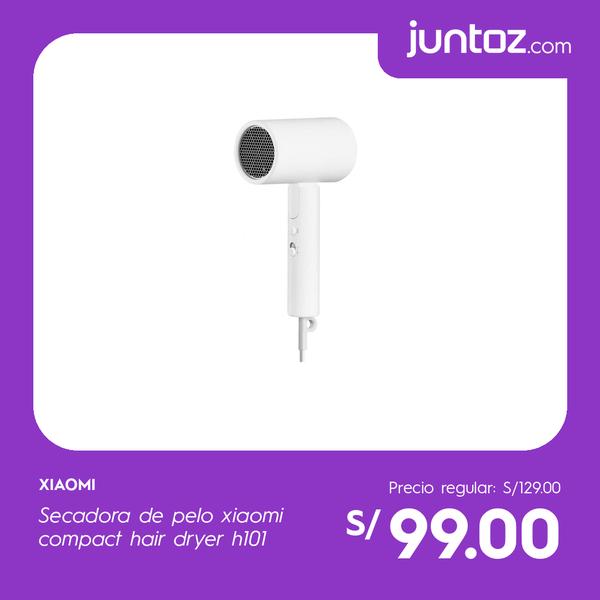 juntoz.com
XIAOMI
Secadora de pelo xiaomi
compact hair dryer h101
Precio regular: S/129.00
S/99.00